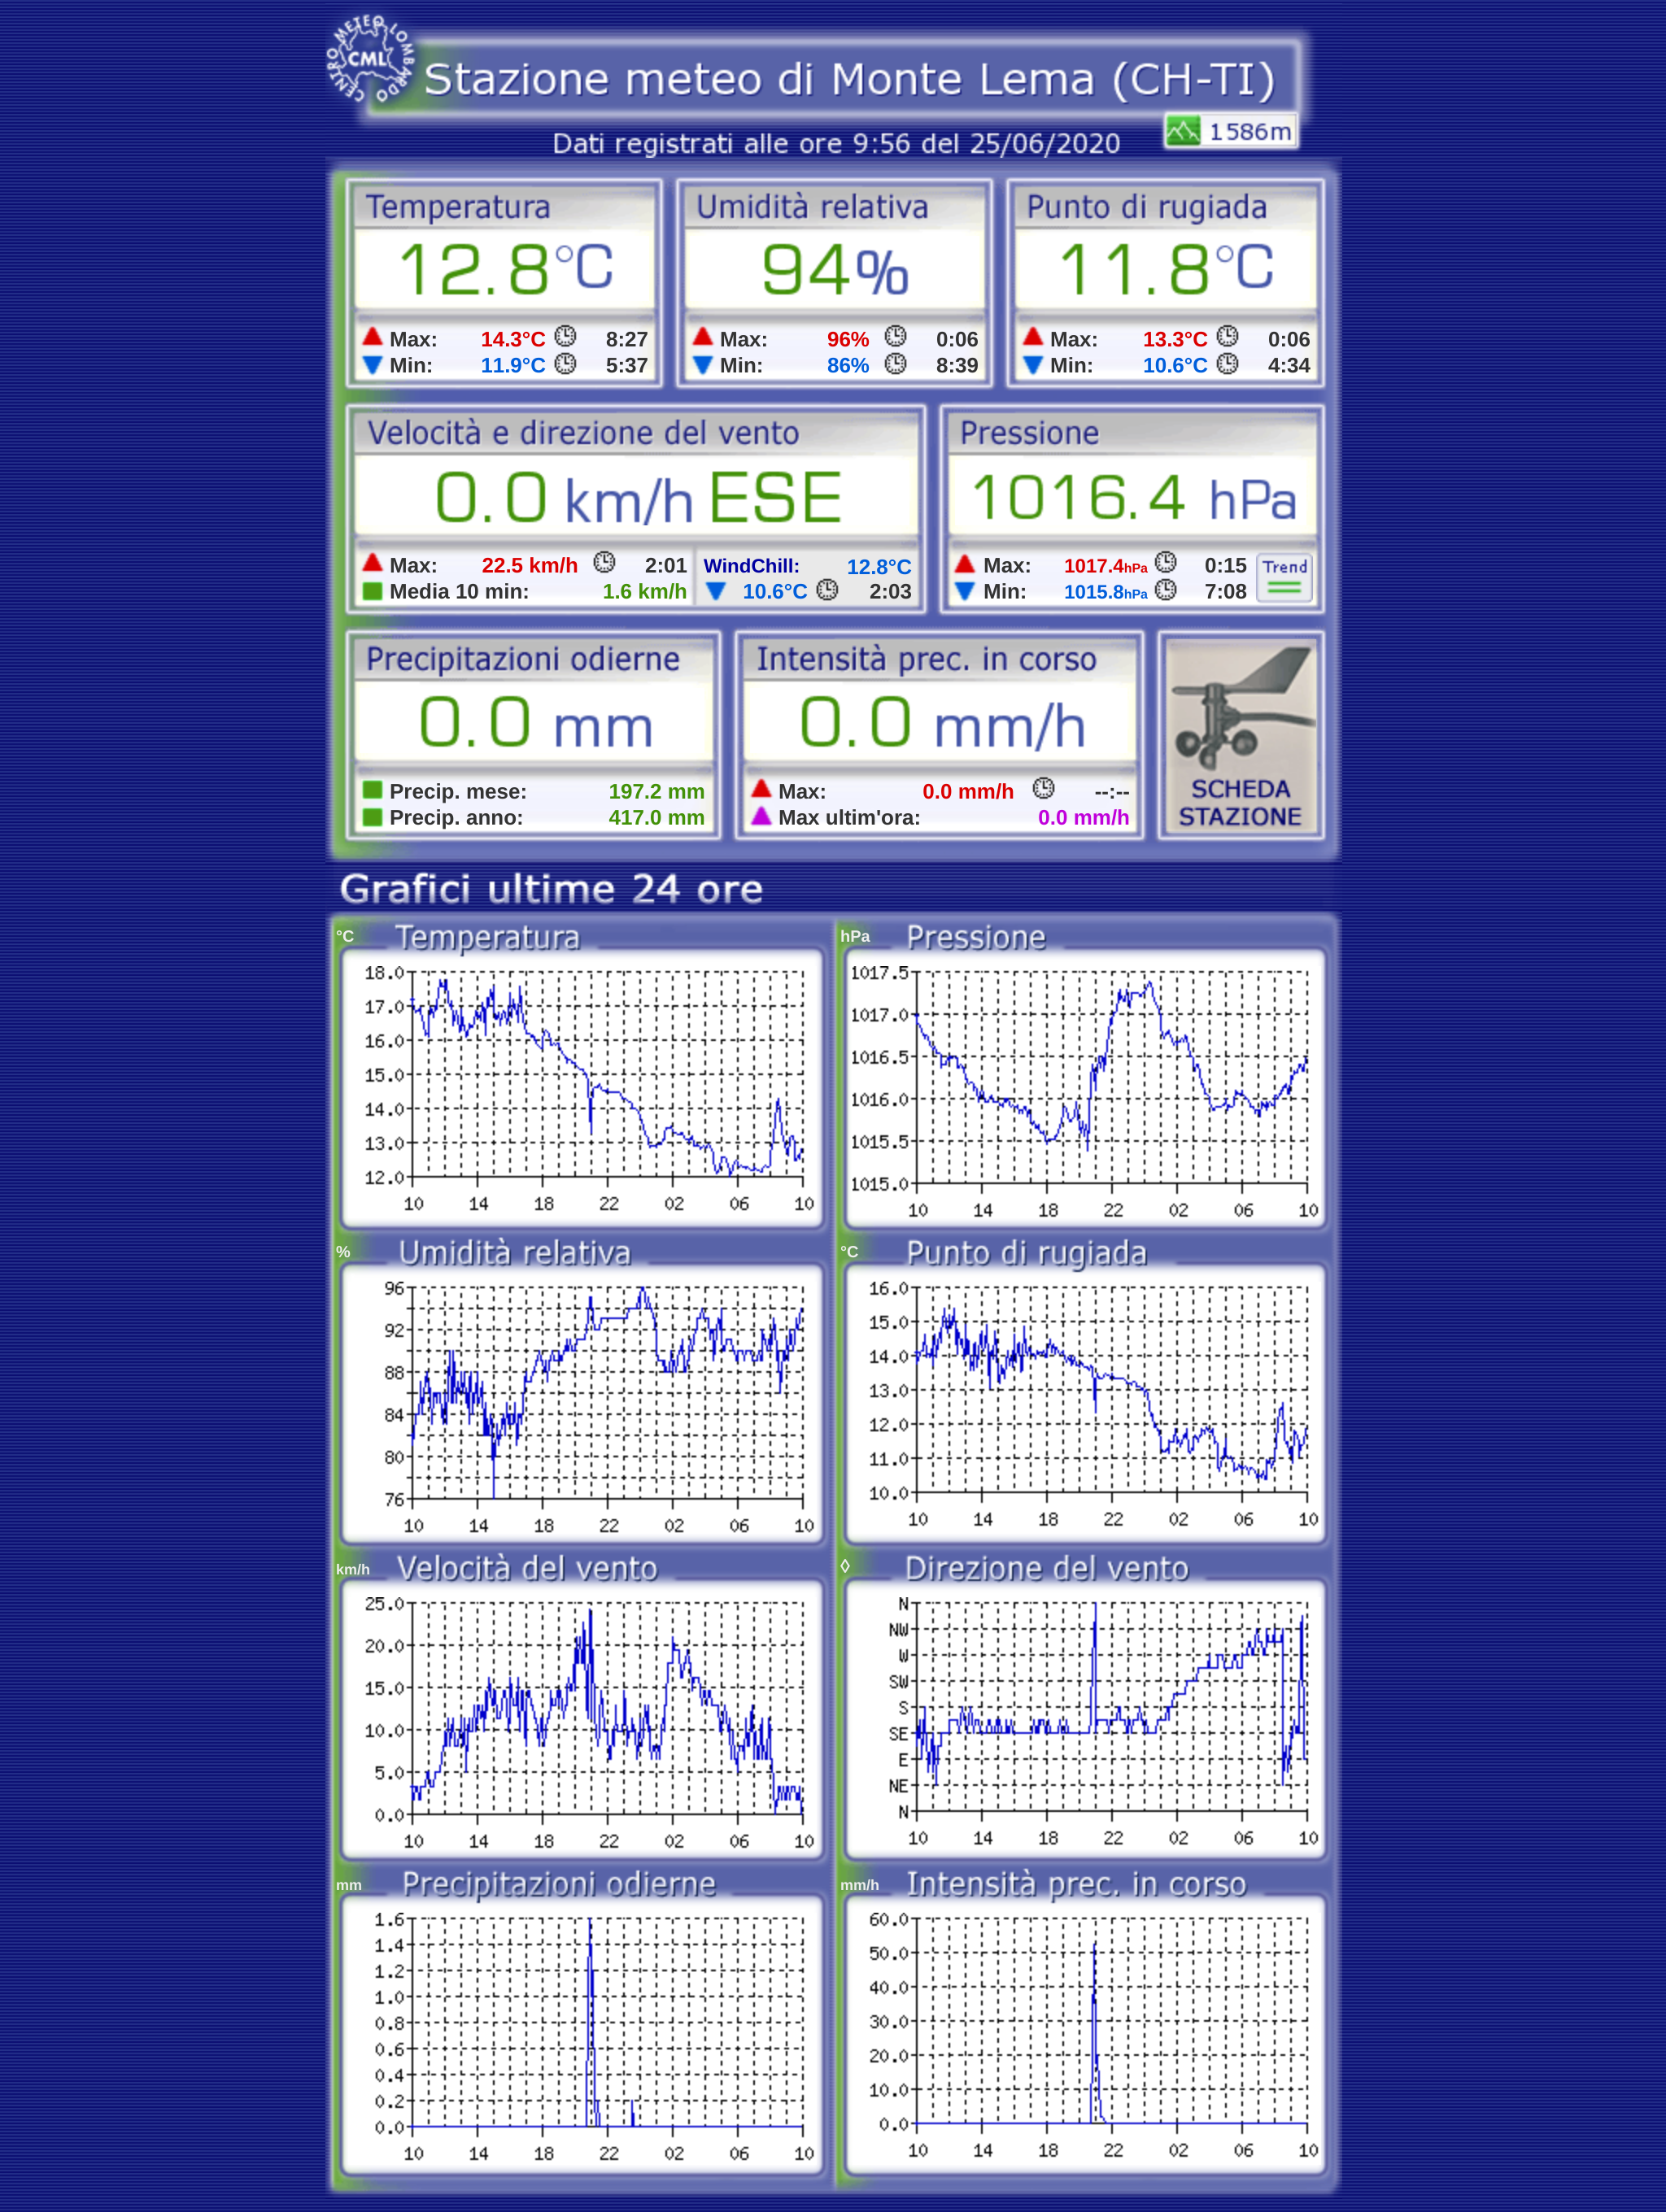 CENTRO METEO LOMBARDO
CML
Stazione meteo di Monte Lema (CH-TI)
Dati registrati alle ore 9:56 del 25/06/2020
1586m
Temperatura
12.8°C
Max: 14.3°C 8:27
Min: 11.9°C 5:37
Umidità relativa
94%
Max: 96% 0:06
Min: 86% 8:39
Punto di rugiada
11.8°C
Max: 13.3°C 0:06
Min: 10.6°C 4:34
Velocità e direzione del vento
0.0 km/h ESE
Max: 22.5 km/h 2:01
Media 10 min: 1.6 km/h
WindChill: 12.8°C
10.6°C 2:03
Pressione
1016.4 hPa
Max: 1017.4hPa 0:15
Min: 1015.8hPa 7:08
Trend
Precipitazioni odierne
0.0 mm
Precip. mese: 197.2 mm
Precip. anno: 417.0 mm
Intensità prec. in corso
0.0 mm/h
Max: 0.0 mm/h --:--
Max ultim'ora: 0.0 mm/h
SCHEDA
STAZIONE
Grafici ultime 24 ore
°C Temperatura
18.0
17.0
16.0
15.0
14.0
13.0
12.0
10 14 18 22 02 06 10
hPa Pressione
1017.5
1017.0
1016.5
1016.0
1015.5
1015.0
10 14 18 22 02 06 10
% Umidità relativa
96
92
88
84
80
76
10 14 18 22 02 06 10
°C Punto di rugiada
16.0
15.0
14.0
13.0
12.0
11.0
10.0
10 14 18 22 02 06 10
km/h Velocità del vento
25.0
20.0
15.0
10.0
5.0
0.0
10 14 18 22 02 06 10
◊ Direzione del vento
N
NW
W
SW
S
SE
E
NE
N
10 14 18 22 02 06 10
mm Precipitazioni odierne
1.6
1.4
1.2
1.0
0.8
0.6
0.4
0.2
0.0
10 14 18 22 02 06 10
mm/h Intensità prec. in corso
60.0
50.0
40.0
30.0
20.0
10.0
0.0
10 14 18 22 02 06 10